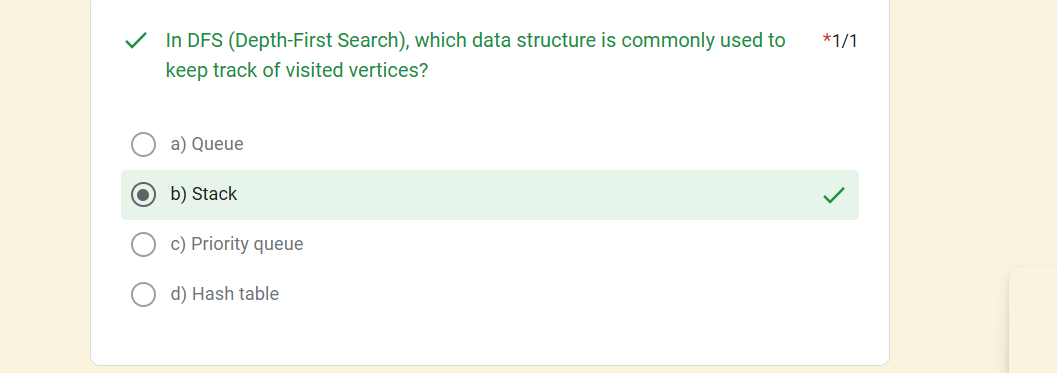 In DFS (Depth-First Search), which data structure is commonly used to *1/1
keep track of visited vertices?
a) Queue
b) Stack
c) Priority queue
d) Hash table